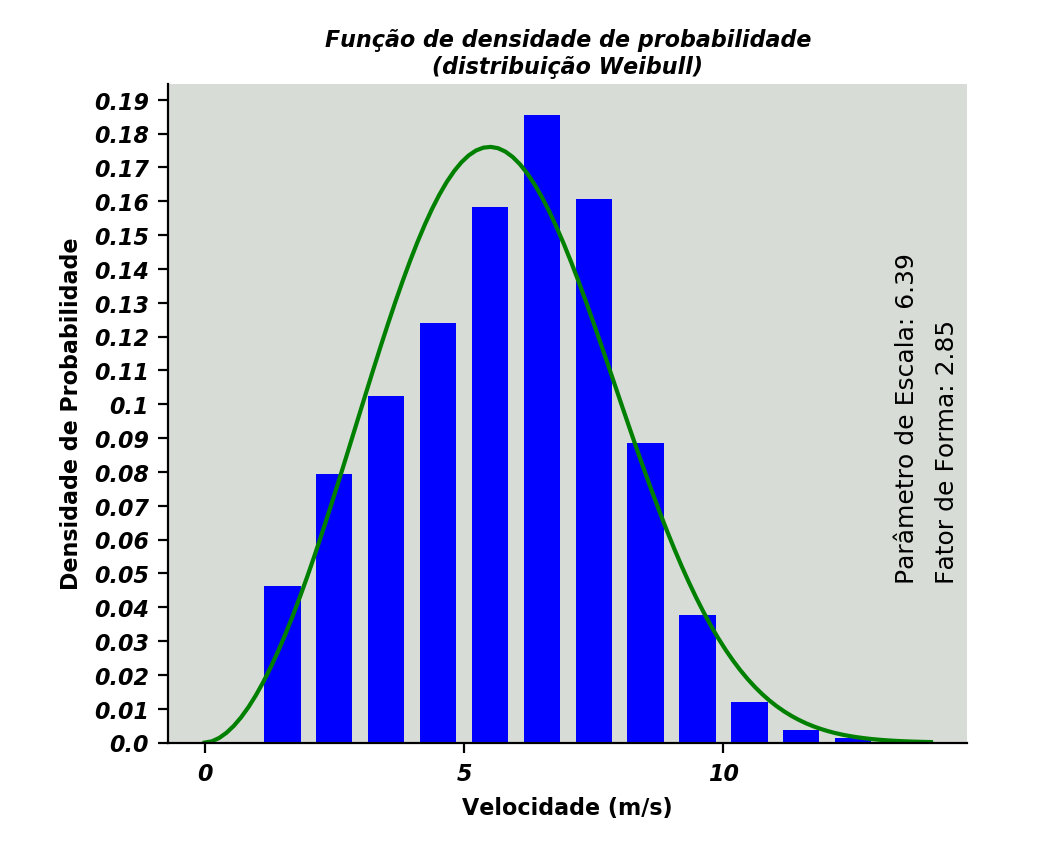 Função de densidade de probabilidade
(distribuição Weibull)
0.19
0.18
0.17
0.16
0.15
0.14
0.13
0.12
0.11
0.1
0.09
0.08
0.07
0.06
0.05
0.04
0.03
0.02
0.01
0.0
Densidade de Probabilidade
0 5 10
Velocidade (m/s)
Parâmetro de Escala: 6.39
Fator de Forma: 2.85